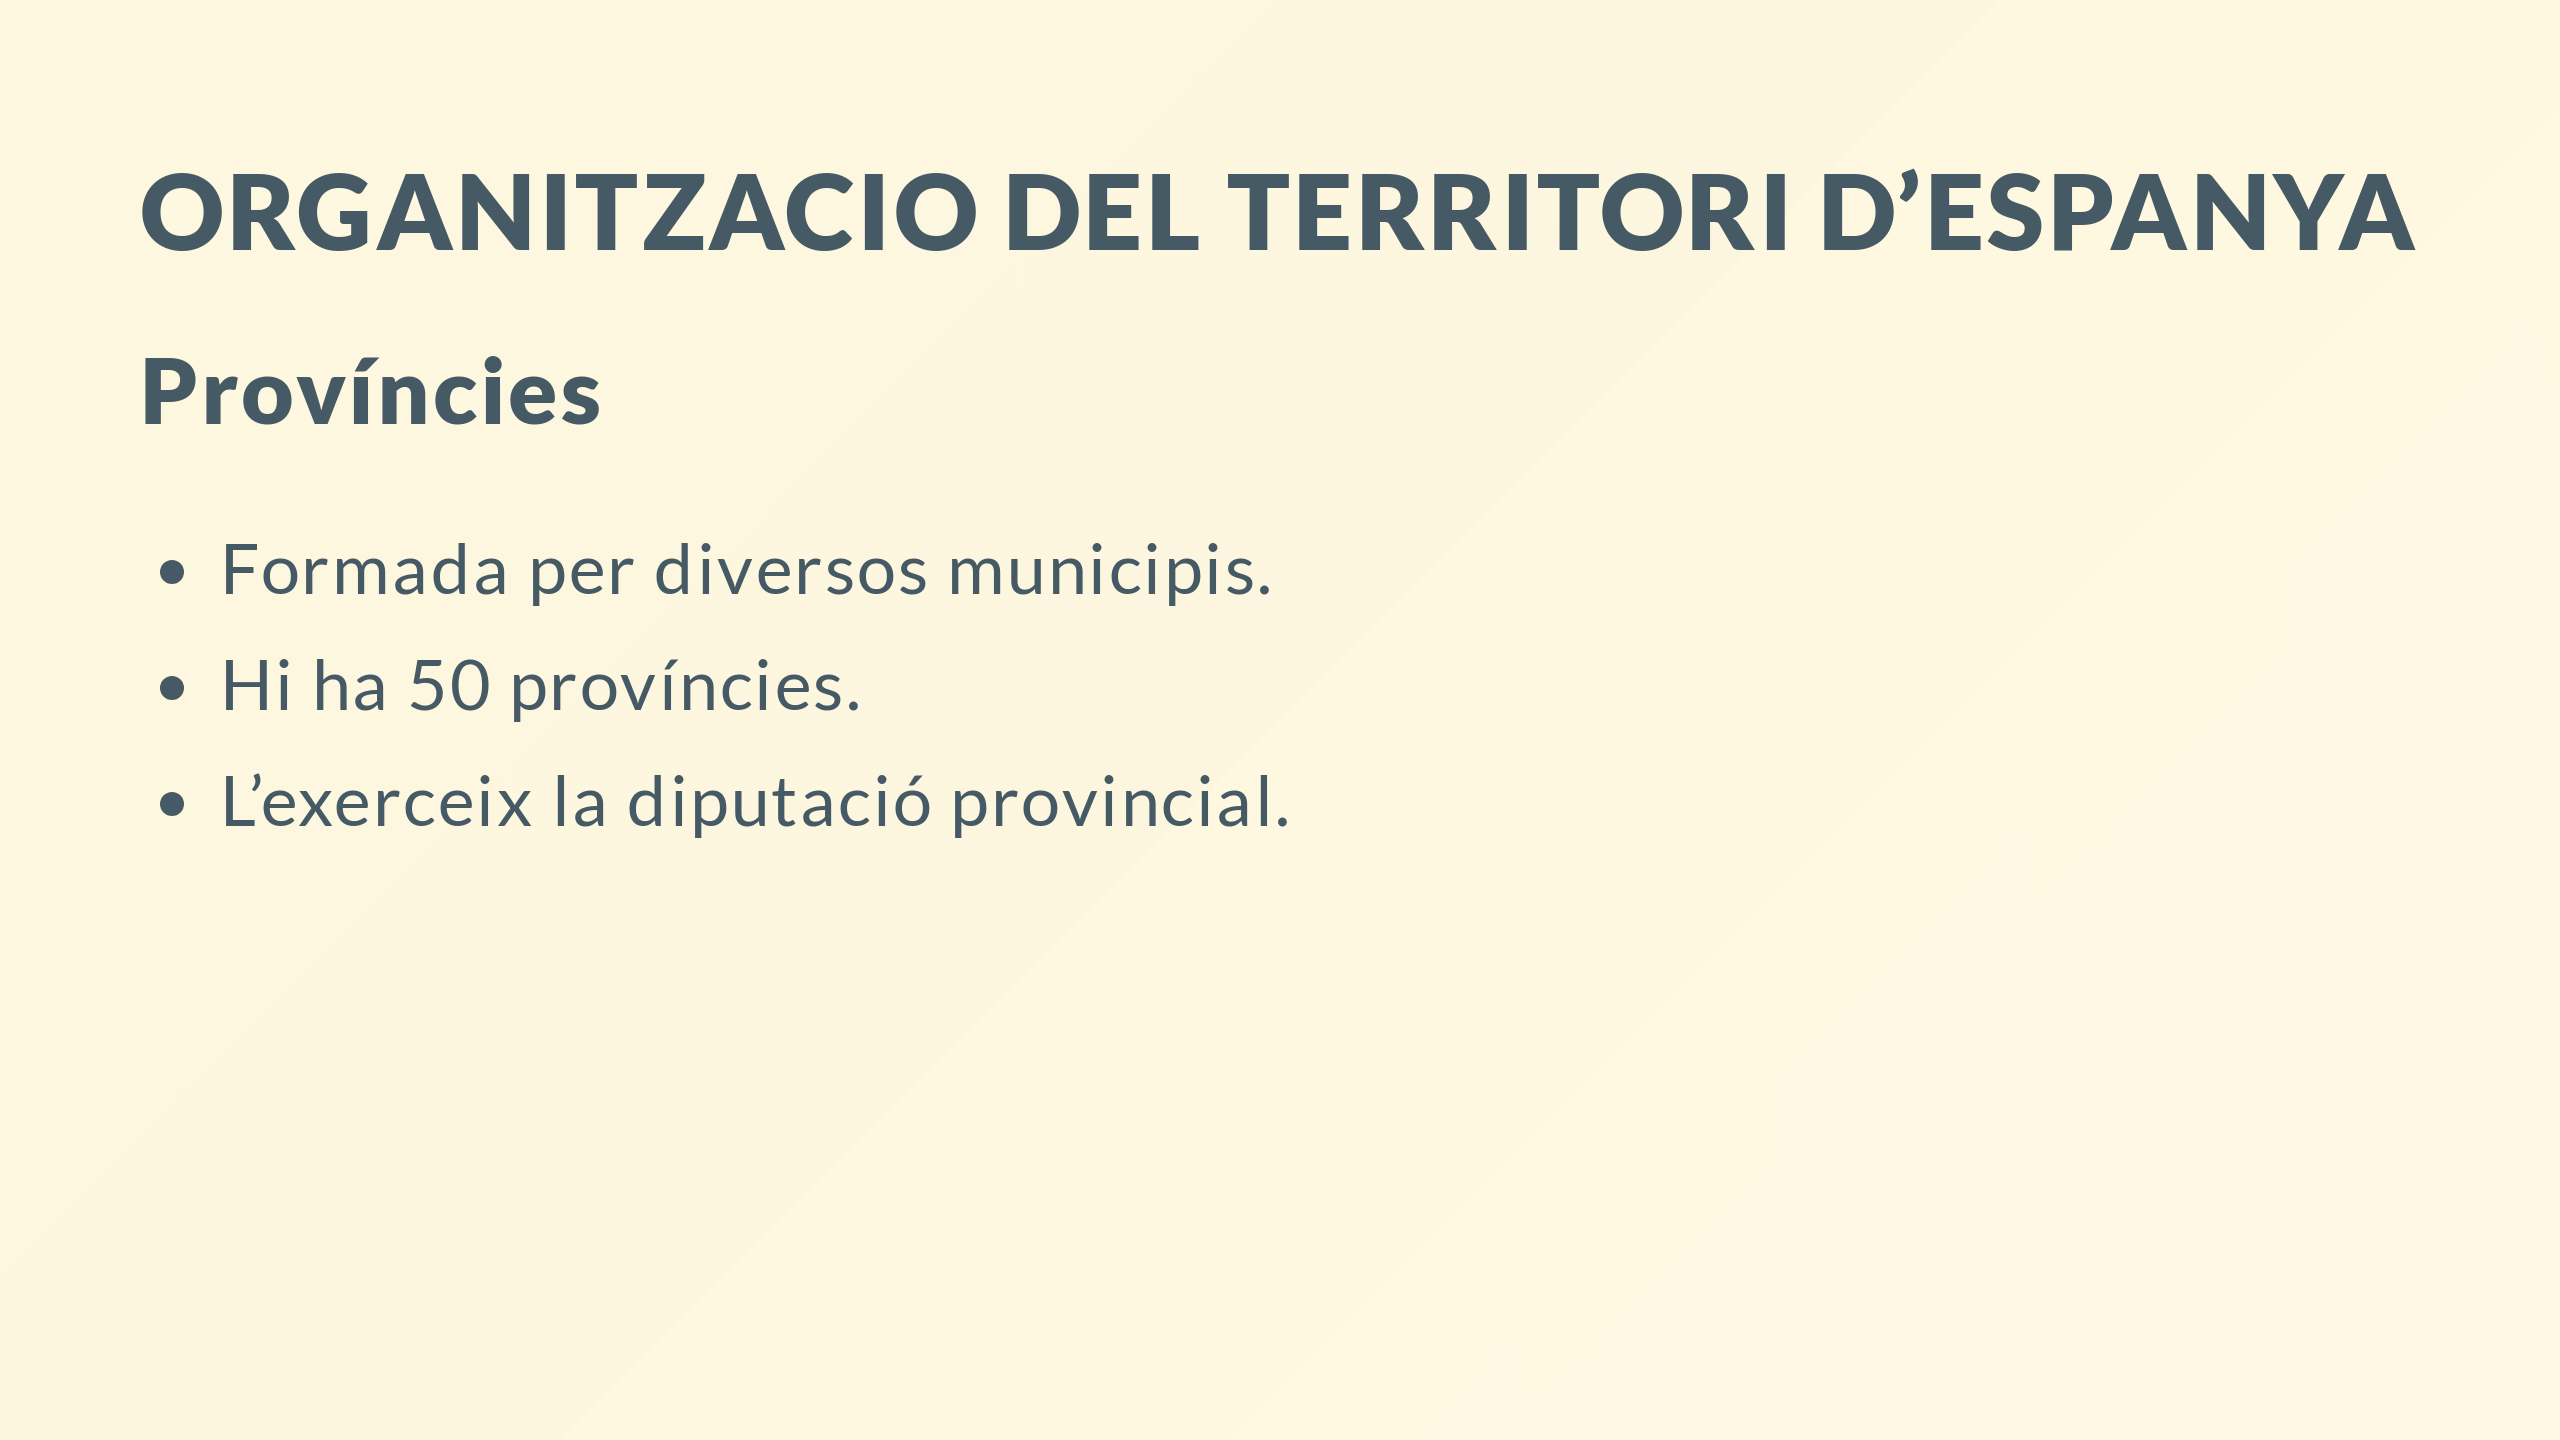 ORGANITZACIO DEL TERRITORI D’ESPANYA
Províncies
• Formada per diversos municipis.
• Hi ha 50 províncies.
• L’exerceix la diputació provincial.